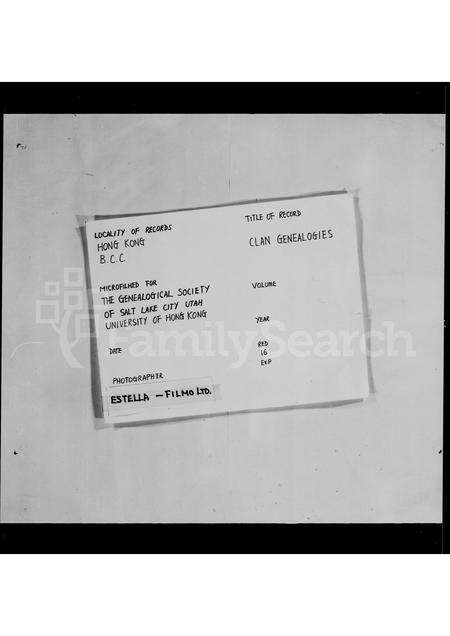 LOCALITY OF RECORDS
HONG KONG
B.C.C
TITLE OF RECORD
CLAN GENEALOGIES
MICROFILMED FOR
THE GENEALOGICAL SOCIETY
OF SALT LAKE CITY UTAH
UNIVERSITY OF HONG KONG
VOLUME
YEAR
DATE
RED
16
EXP
PHOTOGRAPHER
ESTELLA – FILMO LTD.
FamilySearch